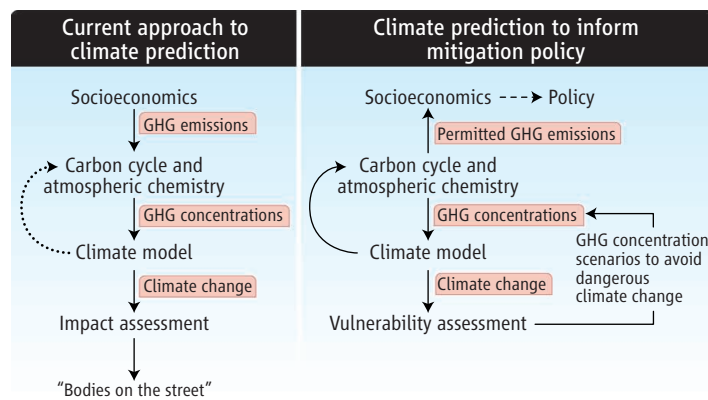 Current approach to
climate prediction
Socioeconomics
GHG emissions
Carbon cycle and
atmospheric chemistry
GHG concentrations
Climate model
Climate change
Impact assessment
“Bodies on the street”
Climate prediction to inform
mitigation policy
Socioeconomics
Policy
Permitted GHG emissions
Carbon cycle and
atmospheric chemistry
GHG concentrations
Climate model
GHG concentration
scenarios to avoid
dangerous
climate change
Climate change
Vulnerability assessment